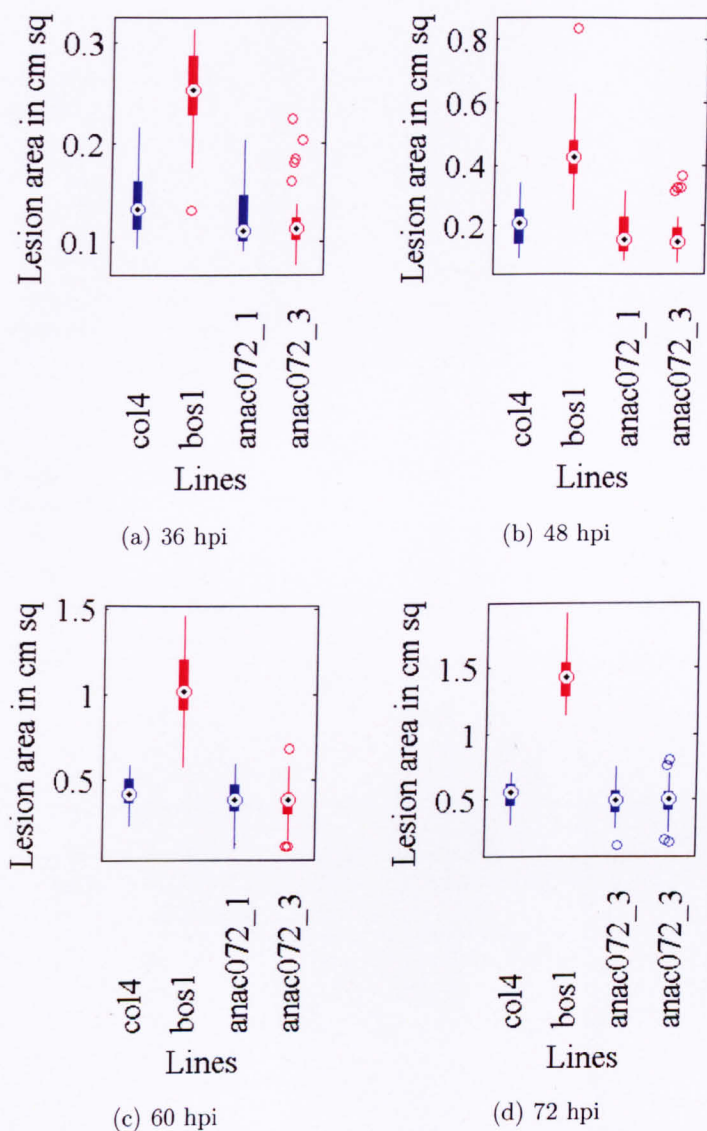 Lesion area in cm sq
0.3
0.2
0.1
col4
bos1
anac072_1
anac072_3
Lines
(a) 36 hpi
Lesion area in cm sq
0.8
0.6
0.4
0.2
col4
bos1
anac072_1
anac072_3
Lines
(b) 48 hpi
Lesion area in cm sq
1.5
1
0.5
col4
bos1
anac072_1
anac072_3
Lines
(c) 60 hpi
Lesion area in cm sq
1.5
1
0.5
col4
bos1
anac072_3
anac072_3
Lines
(d) 72 hpi